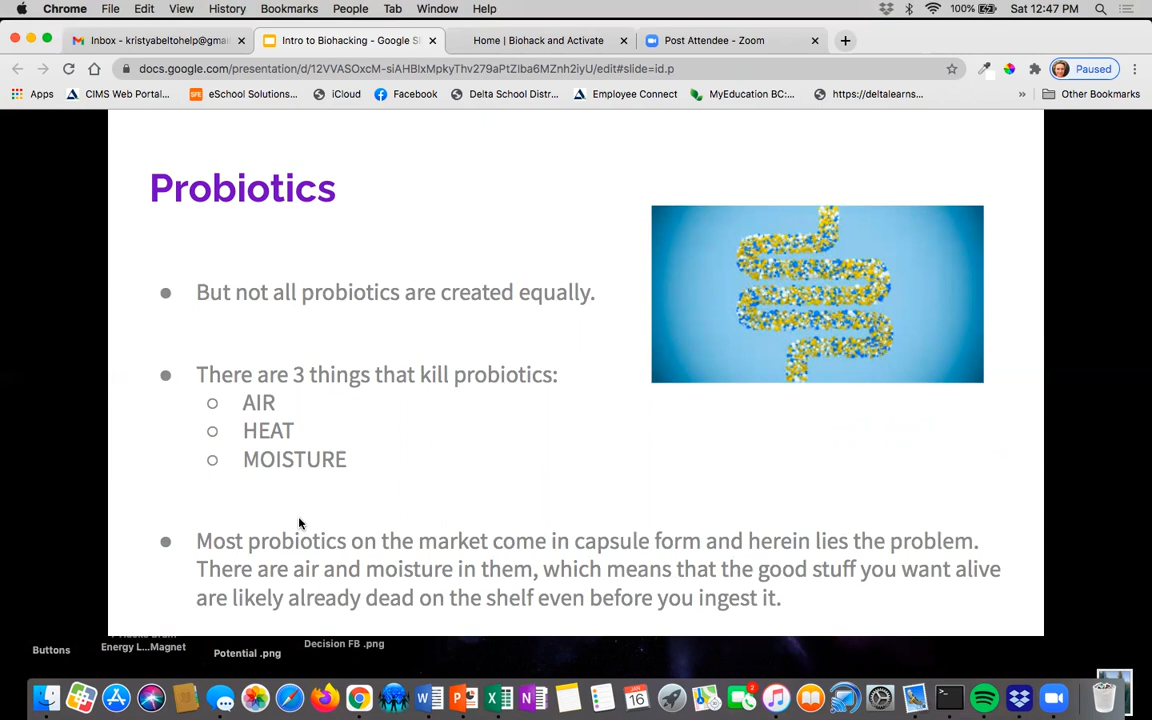 Chrome File Edit View History Bookmarks People Tab Window Help 100% Sat 12:47 PM
Inbox - kristyabeltohelp@gmai Intro to Biohacking - Google Sl Home | Biohack and Activate Post Attendee - Zoom
docs.google.com/presentation/d/12VVASOxcM-siAHBlxMpkyThv279aPtZlba6MZnh2iyU/edit#slide=id.p Paused
Apps CIMS Web Portal... eSchool Solutions... iCloud Facebook Delta School Distr... Employee Connect MyEducation BC:... https://deltalearns... » Other Bookmarks
Probiotics
But not all probiotics are created equally.
There are 3 things that kill probiotics:
AIR
HEAT
MOISTURE
Most probiotics on the market come in capsule form and herein lies the problem.
There are air and moisture in them, which means that the good stuff you want alive
are likely already dead on the shelf even before you ingest it.
Buttons Energy L...Magnet Potential .png Decision FB .png
JAN
16
2